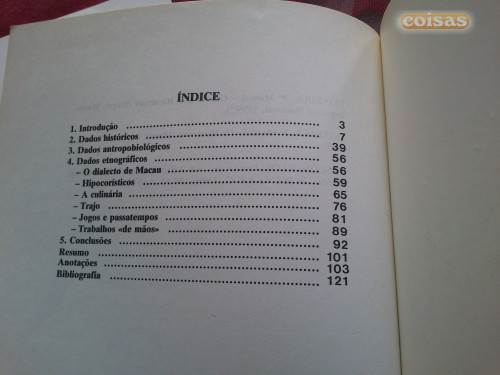 coisas
ÍNDICE
1. Introdução 3
2. Dados históricos 7
3. Dados antropobiológicos 39
4. Dados etnográficos 56
– O dialecto de Macau 56
– Hipocorísticos 59
– A culinária 65
– Trajo 76
– Jogos e passatempos 81
– Trabalhos «de mãos» 89
5. Conclusões 92
Resumo 101
Anotações 103
Bibliografia 121